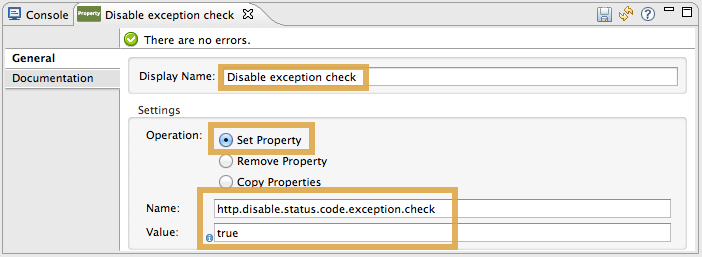 Console Property Disable exception check
General
Documentation
There are no errors.
Display Name: Disable exception check
Settings
Operation: Set Property
Remove Property
Copy Properties
Name: http.disable.status.code.exception.check
Value: true